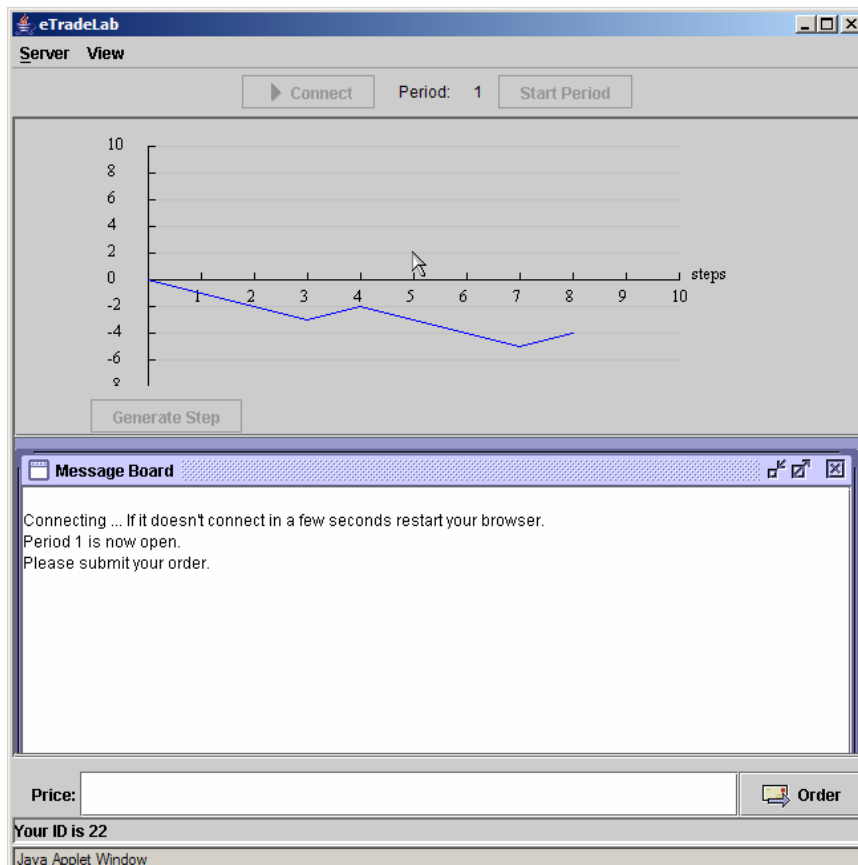 eTradeLab
Server View
Connect Period: 1 Start Period
10
8
6
4
2
0
steps
1 2 3 4 5 6 7 8 9 10
-2
-4
-6
Generate Step
Message Board
Connecting ... If it doesn't connect in a few seconds restart your browser.
Period 1 is now open.
Please submit your order.
Price: Order
Your ID is 22
Java Applet Window